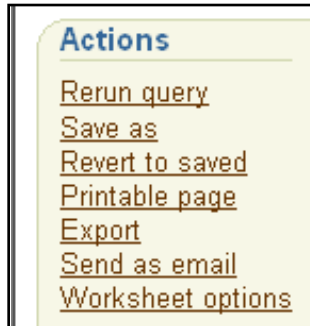 Actions
Rerun query
Save as
Revert to saved
Printable page
Export
Send as email
Worksheet options